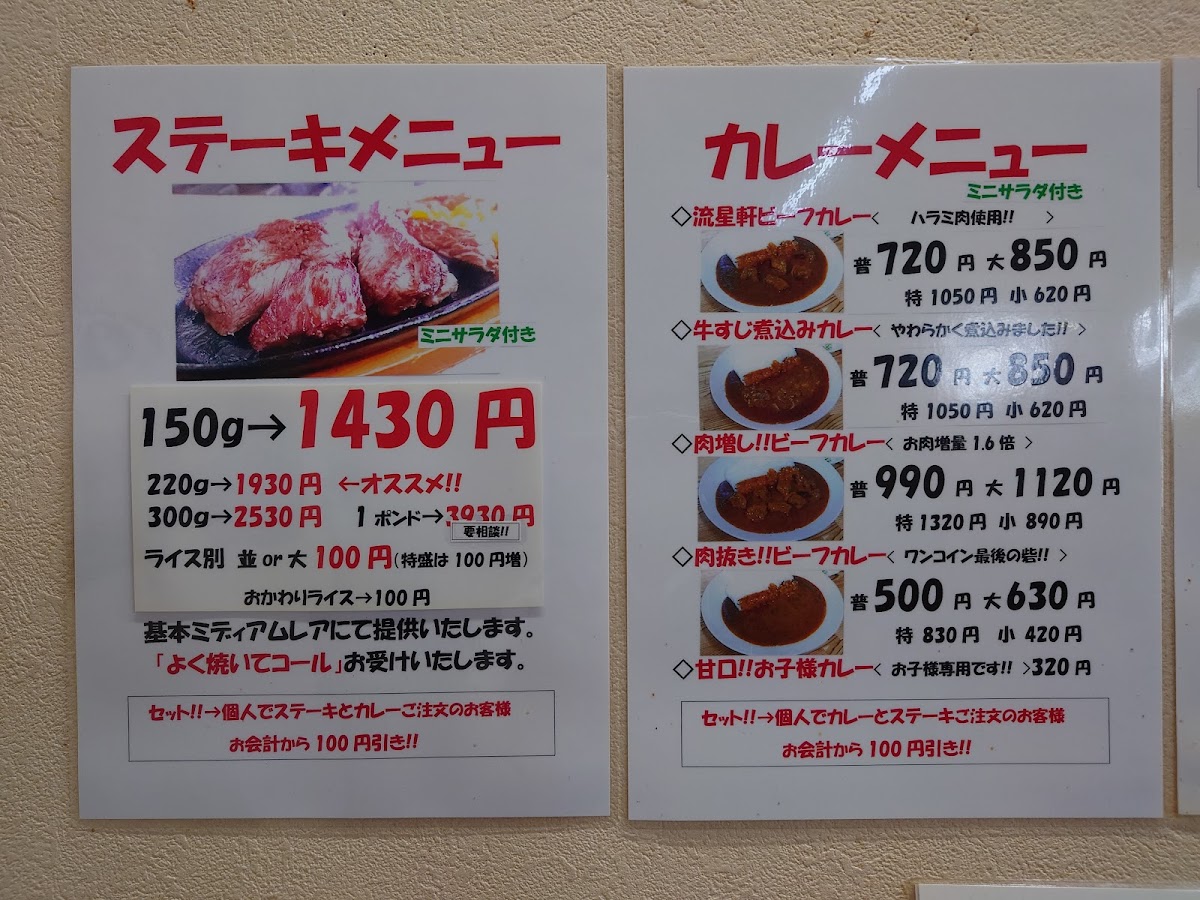 ステーキメニュー
ミニサラダ付き
150g→1430円
220g→1930円 ←オススメ!!
300g→2530円 1ポンド→3930円
要相談!!
ライス別 並or大 100円(特盛は100円増)
おかわりライス→100円
基本ミディアムレアにて提供いたします。
「よく焼いてコール」お受けいたします。
セット!!→個人でステーキとカレーご注文のお客様
お会計から100円引き!!
カレーメニュー
ミニサラダ付き
◇流星軒ビーフカレー< ハラミ肉使用!! >
普720円 大850円
特1050円 小620円
◇牛すじ煮込みカレー< やわらかく煮込みました!! >
普720円 大850円
特1050円 小620円
◇肉増し!!ビーフカレー< お肉増量1.6倍 >
普990円 大1120円
特1320円 小890円
◇肉抜き!!ビーフカレー< ワンコイン最後の砦!! >
普500円 大630円
特830円 小420円
◇甘口!!お子様カレー< お子様専用です!! >320円
セット!!→個人でカレーとステーキご注文のお客様
お会計から100円引き!!